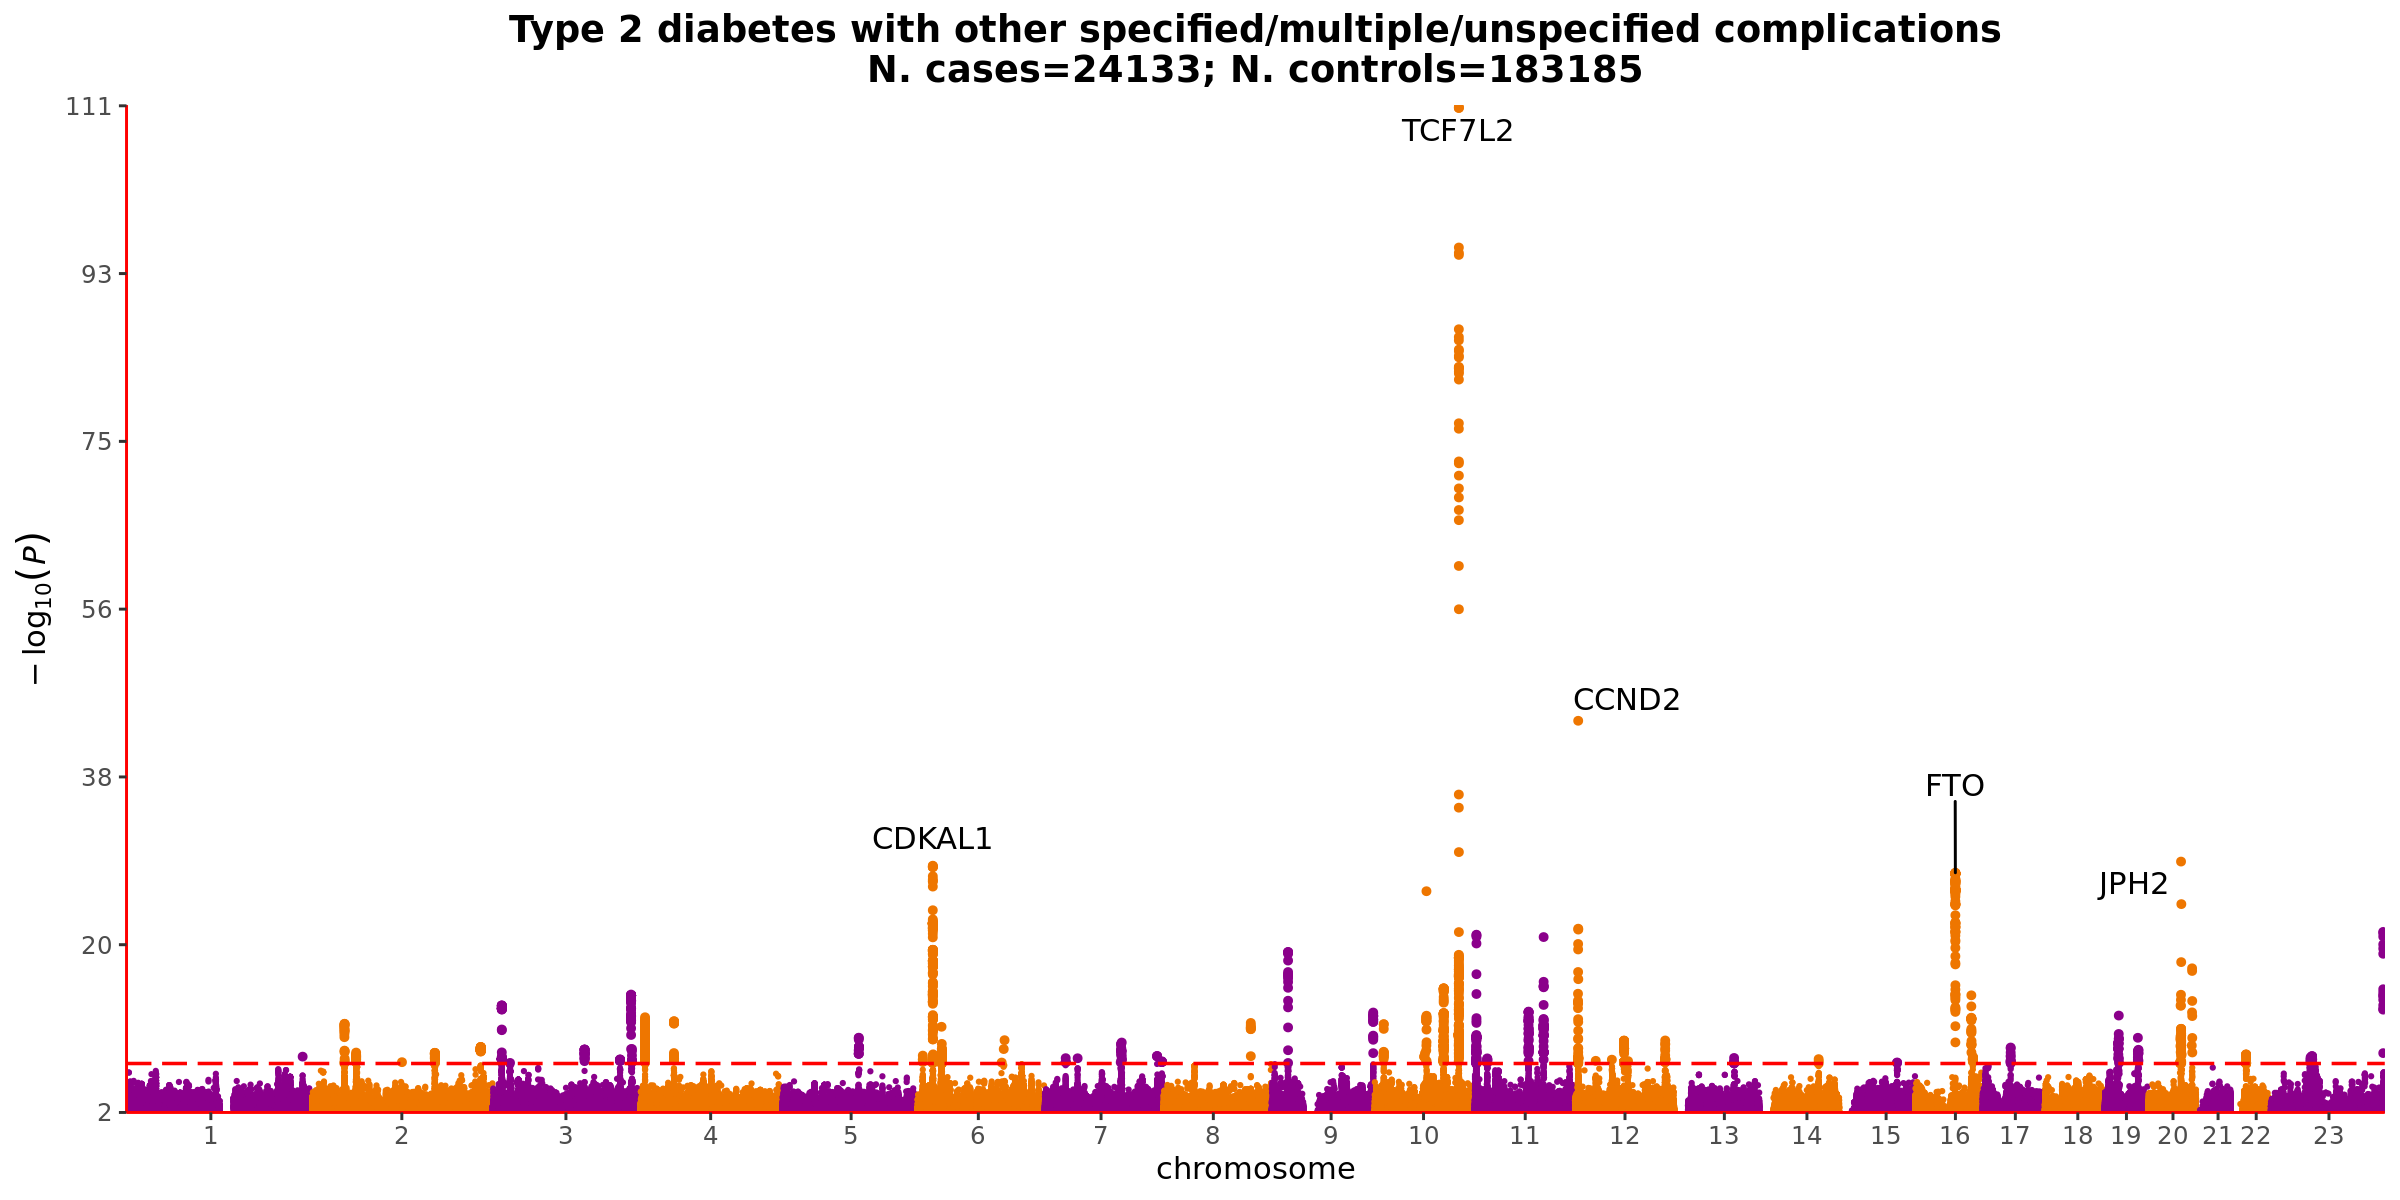 Type 2 diabetes with other specified/multiple/unspecified complications
N. cases=24133; N. controls=183185
111
93
75
56
38
20
2
−log10(P)
TCF7L2
CCND2
FTO
CDKAL1
JPH2
1 2 3 4 5 6 7 8 9 10 11 12 13 14 15 16 17 18 19 20 21 22 23
chromosome